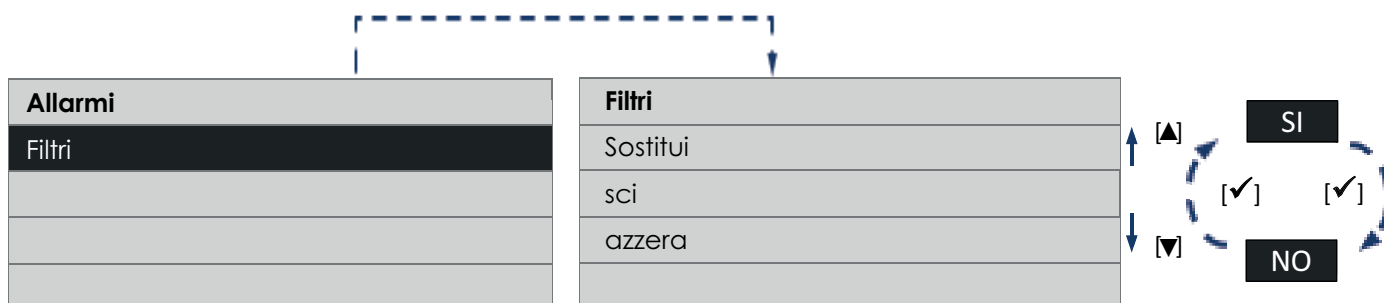 Allarmi
Filtri
Filtri
Sostitui
sci
azzera
[▲]
[▼]
SI
[✓] [✓]
NO